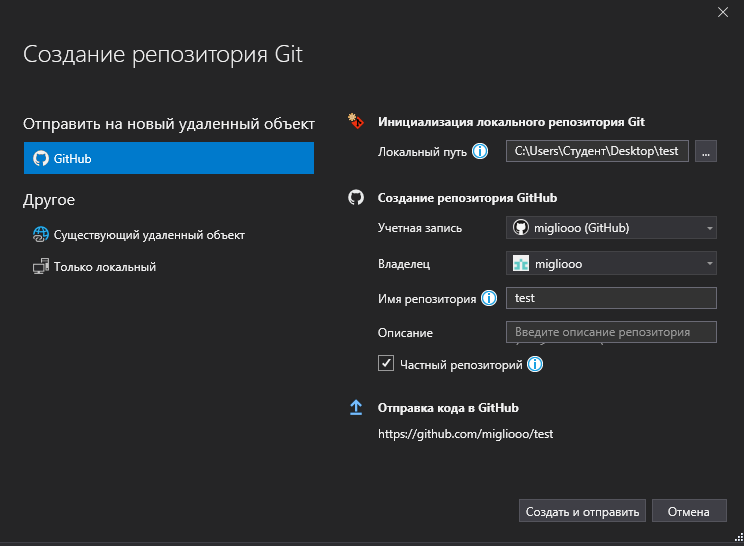 Создание репозитория Git
Отправить на новый удаленный объект
GitHub
Другое
Существующий удаленный объект
Только локальный
Инициализация локального репозитория Git
Локальный путь
C:\Users\Студент\Desktop\test
...
Создание репозитория GitHub
Учетная запись
migliooo (GitHub)
Владелец
migliooo
Имя репозитория
test
Описание
Введите описание репозитория
Частный репозиторий
Отправка кода в GitHub
https://github.com/migliooo/test
Создать и отправить
Отмена